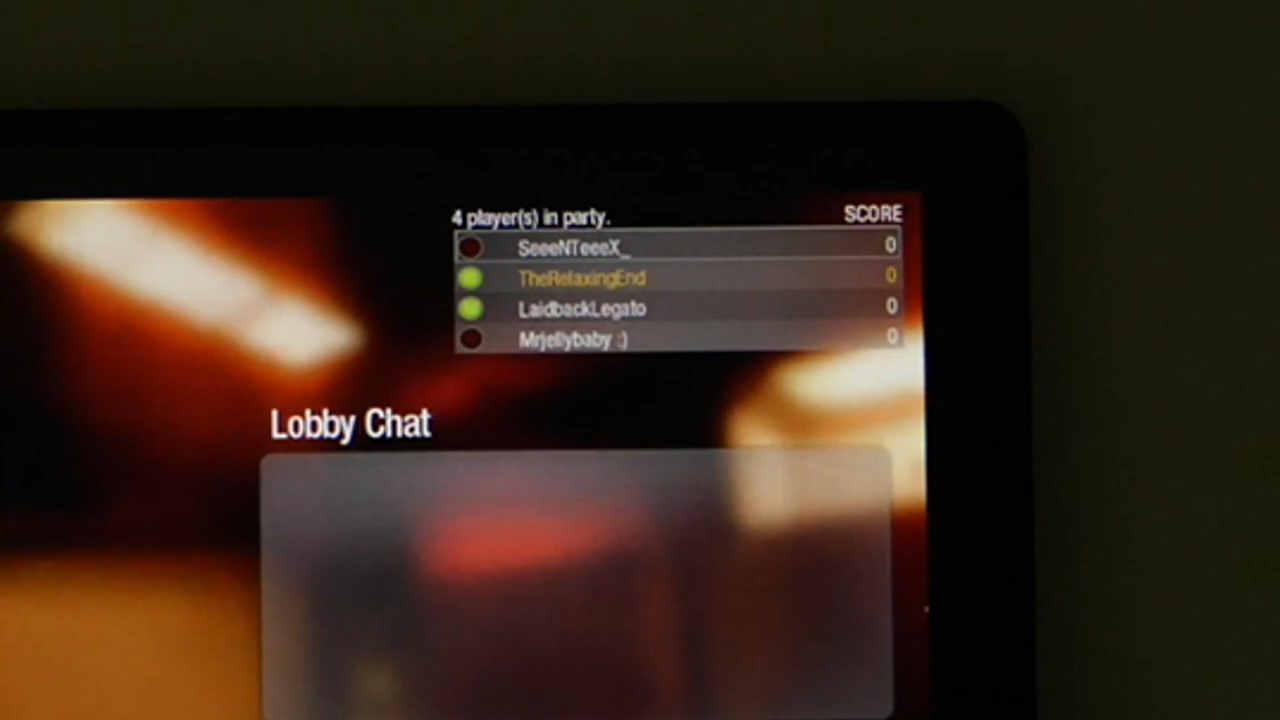 4 player(s) in party. SCORE
SeeeNTeeeX_ 0
TheRelaxingEnd 0
LaidbackLegato 0
Mrjellybaby :) 0
Lobby Chat